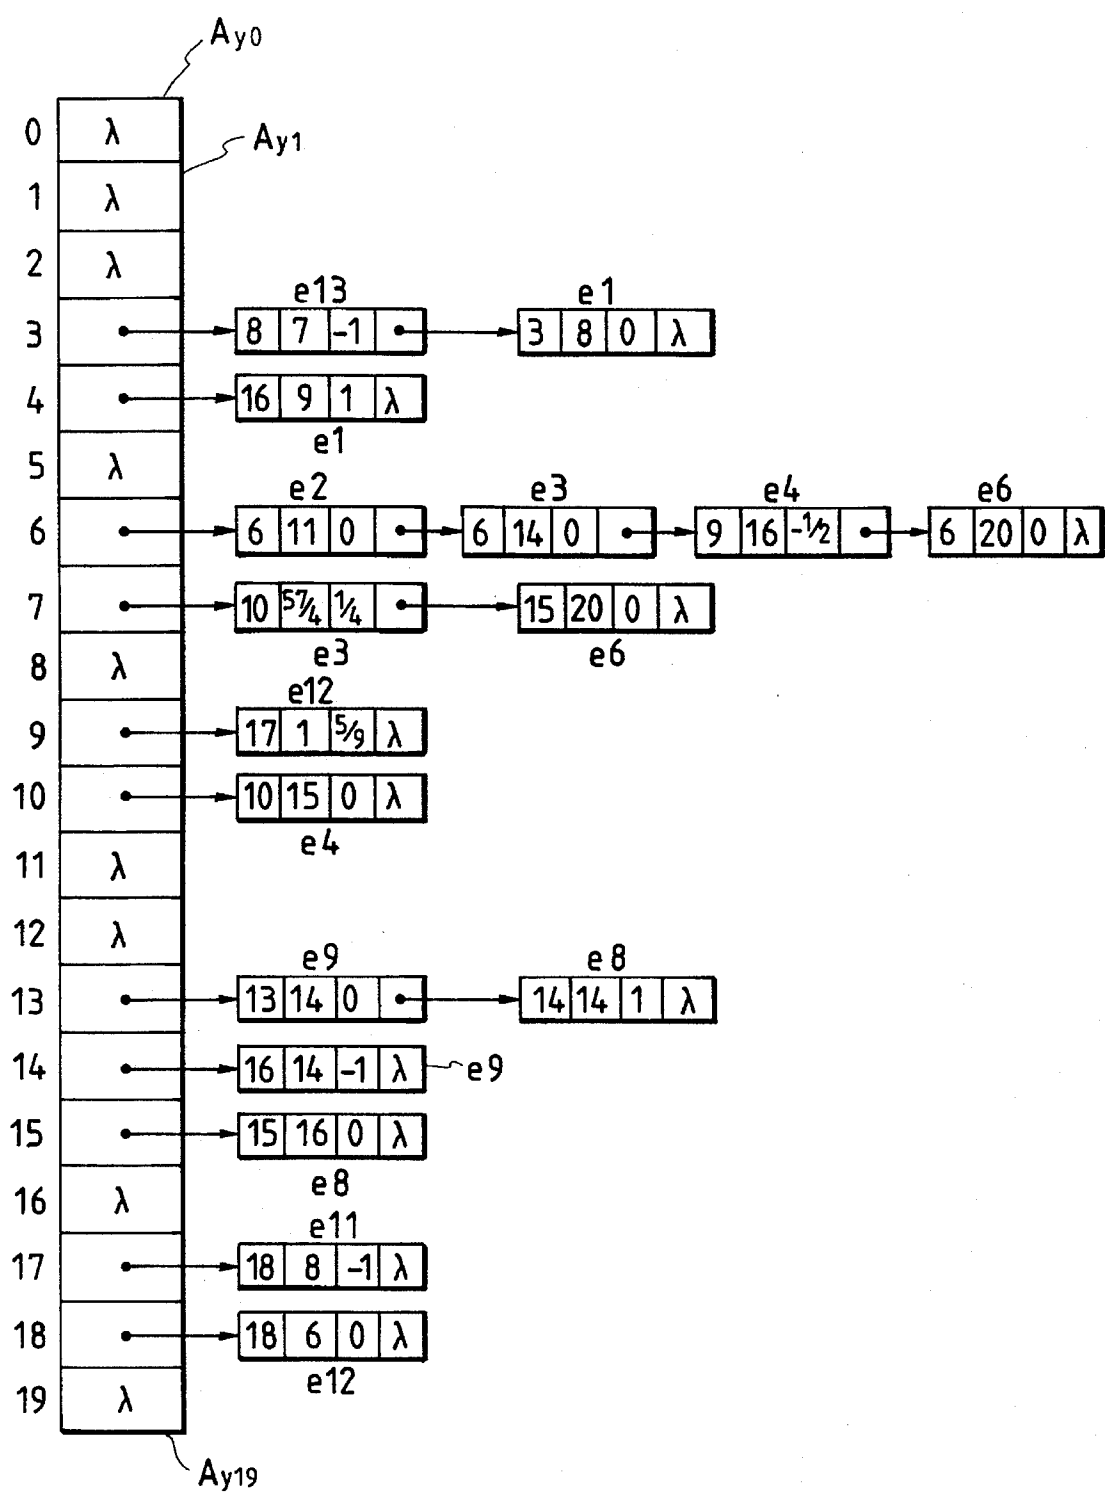 Ay0
0 λ
Ay1
1 λ
2 λ
e13 e1
3 8 7 -1 3 8 0 λ
4 16 9 1 λ
e1
5 λ
e2 e3 e4 e6
6 6 11 0 6 14 0 9 16 -1/2 6 20 0 λ
7 10 57/4 1/4 15 20 0 λ
e3 e6
8 λ
e12
9 17 1 5/9 λ
10 10 15 0 λ
e4
11 λ
12 λ
e9 e8
13 13 14 0 14 14 1 λ
14 16 14 -1 λ e9
15 15 16 0 λ
e8
16 λ
e11
17 18 8 -1 λ
18 18 6 0 λ
e12
19 λ
Ay19